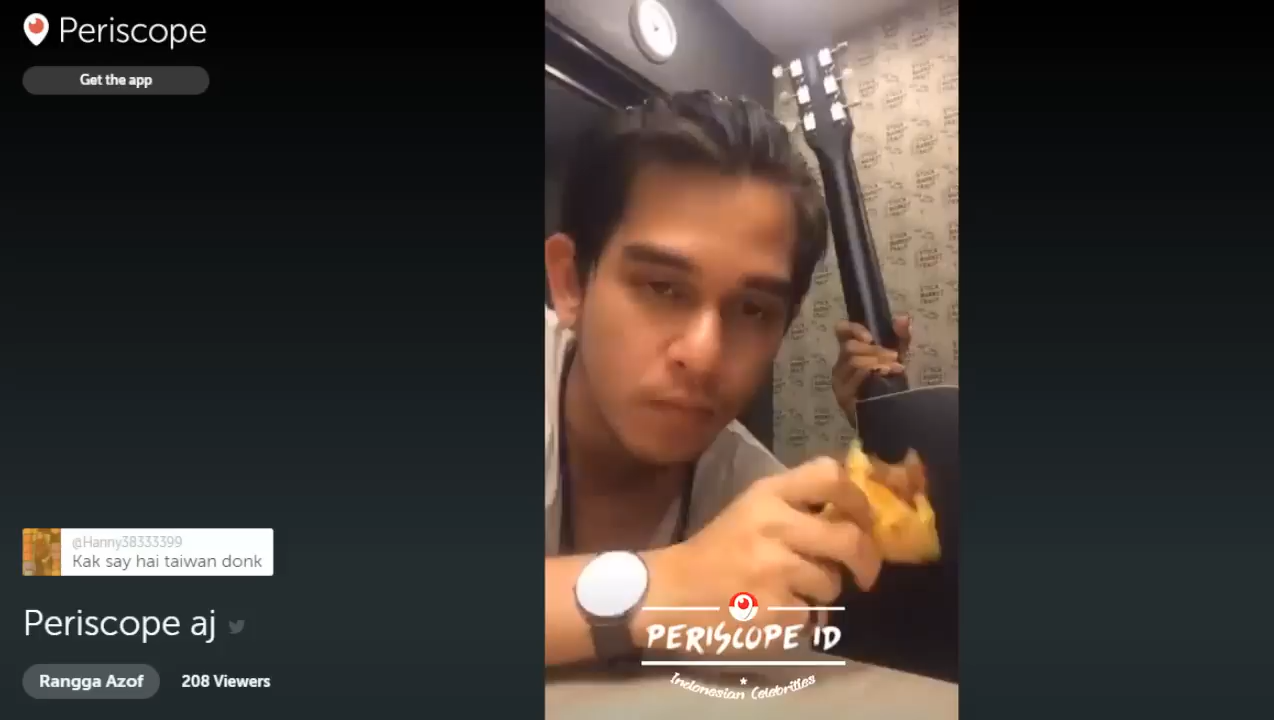 Periscope
Get the app
@Hanny38333399
Kak say hai taiwan donk
Periscope aj
Rangga Azof
208 Viewers
PERISCOPE ID
Indonesian Celebrities